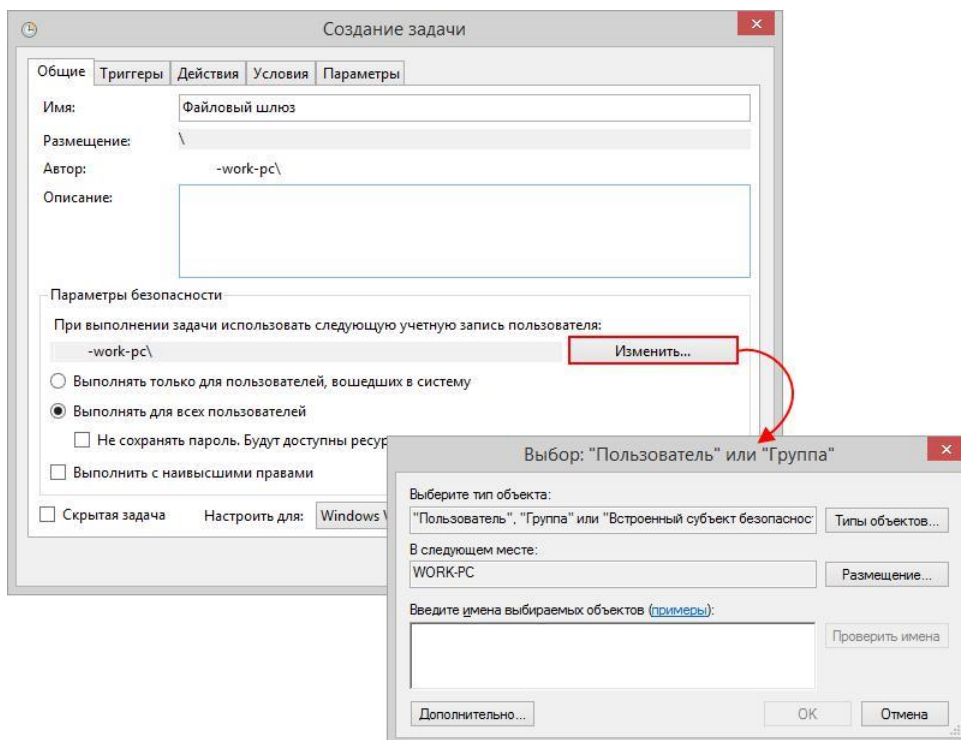 Создание задачи
Общие Триггеры Действия Условия Параметры
Имя: Файловый шлюз
Размещение: \
Автор: -work-pc\
Описание:
Параметры безопасности
При выполнении задачи использовать следующую учетную запись пользователя:
-work-pc\ Изменить...
Выполнять только для пользователей, вошедших в систему
Выполнять для всех пользователей
Не сохранять пароль. Будут доступны ресур
Выполнить с наивысшими правами
Скрытая задача Настроить для: Windows
Выбор: "Пользователь" или "Группа"
Выберите тип объекта:
"Пользователь", "Группа" или "Встроенный субъект безопасност Типы объектов...
В следующем месте:
WORK-PC Размещение...
Введите имена выбираемых объектов (примеры):
Проверить имена
Дополнительно... OK Отмена